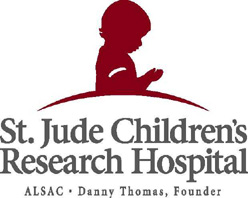 St. Jude Children's
Research Hospital
ALSAC • Danny Thomas, Founder